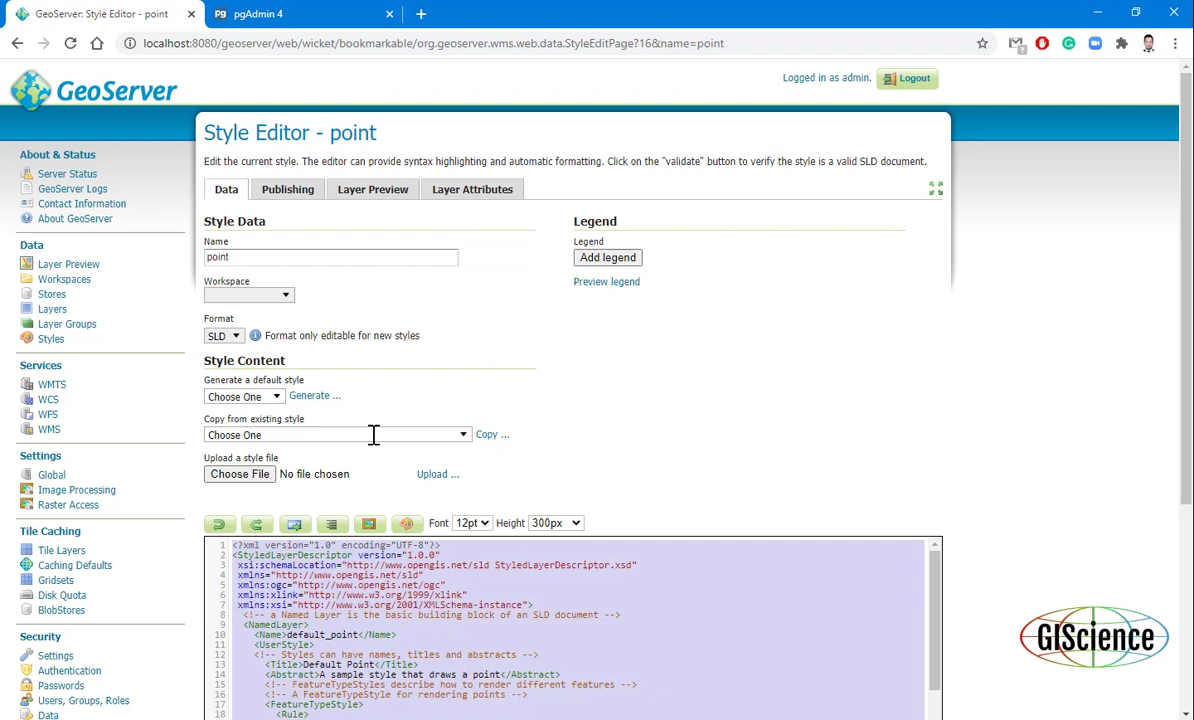 GeoServer: Style Editor - point
pgAdmin 4
localhost:8080/geoserver/web/wicket/bookmarkable/org.geoserver.wms.web.data.StyleEditPage?16&name=point
GeoServer
Logged in as admin.
Logout
About & Status
Server Status
GeoServer Logs
Contact Information
About GeoServer
Data
Layer Preview
Workspaces
Stores
Layers
Layer Groups
Styles
Services
WMTS
WCS
WFS
WMS
Settings
Global
Image Processing
Raster Access
Tile Caching
Tile Layers
Caching Defaults
Gridsets
Disk Quota
BlobStores
Security
Settings
Authentication
Passwords
Users, Groups, Roles
Data
Style Editor - point
Edit the current style. The editor can provide syntax highlighting and automatic formatting. Click on the "validate" button to verify the style is a valid SLD document.
Data
Publishing
Layer Preview
Layer Attributes
Style Data
Name
point
Workspace
Format
SLD
Format only editable for new styles
Legend
Legend
Add legend
Preview legend
Style Content
Generate a default style
Choose One
Generate ...
Copy from existing style
Choose One
Copy ...
Upload a style file
Choose File No file chosen
Upload ...
Font 12pt Height 300px
1 <?xml version="1.0" encoding="UTF-8"?>
2 <StyledLayerDescriptor version="1.0.0"
3 xsi:schemaLocation="http://www.opengis.net/sld StyledLayerDescriptor.xsd"
4 xmlns="http://www.opengis.net/sld"
5 xmlns:ogc="http://www.opengis.net/ogc"
6 xmlns:xlink="http://www.w3.org/1999/xlink"
7 xmlns:xsi="http://www.w3.org/2001/XMLSchema-instance">
8 <!-- a Named Layer is the basic building block of an SLD document -->
9 <NamedLayer>
10 <Name>default_point</Name>
11 <UserStyle>
12 <!-- Styles can have names, titles and abstracts -->
13 <Title>Default Point</Title>
14 <Abstract>A sample style that draws a point</Abstract>
15 <!-- FeatureTypeStyles describe how to render different features -->
16 <!-- A FeatureTypeStyle for rendering points -->
17 <FeatureTypeStyle>
18 <Rule>
GIScience